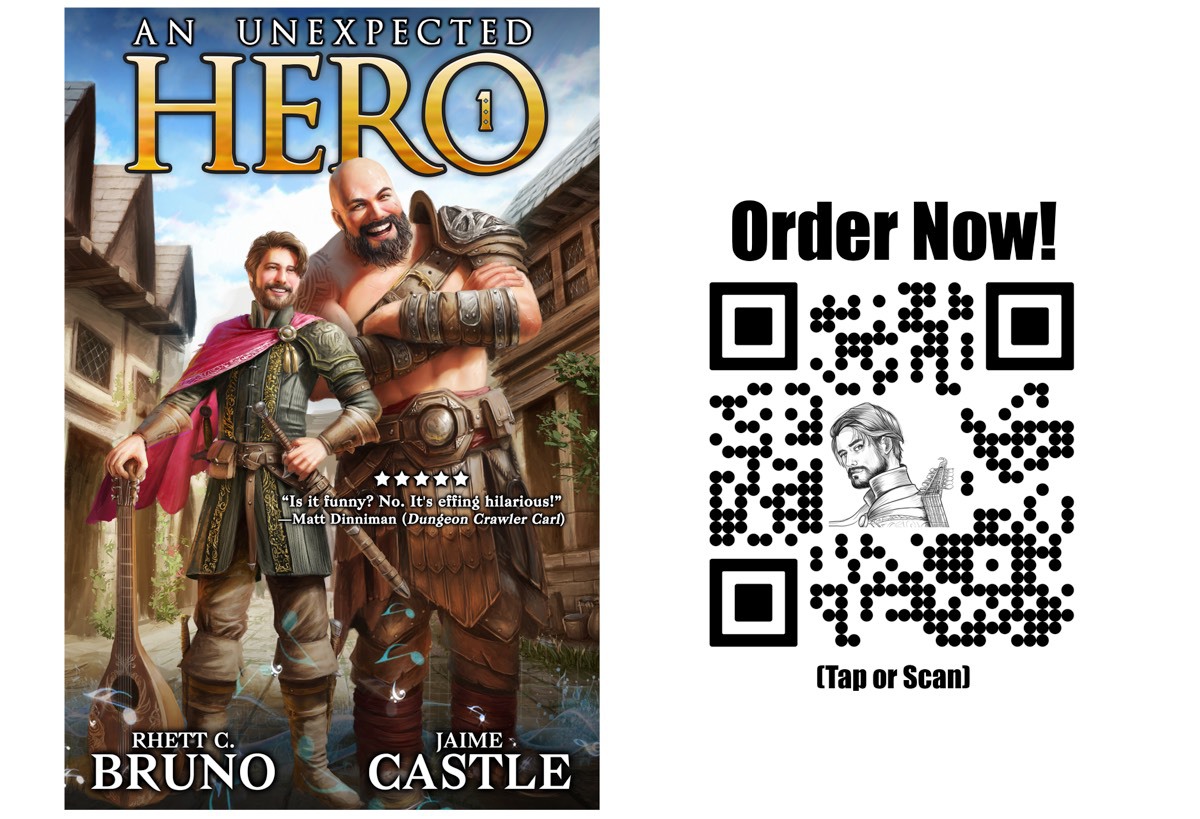 AN UNEXPECTED
HERO
1
★★★★★
“Is it funny? No. It's effing hilarious!”
—Matt Dinniman (Dungeon Crawler Carl)
RHETT C.
BRUNO
JAIME
CASTLE
Order Now!
(Tap or Scan)